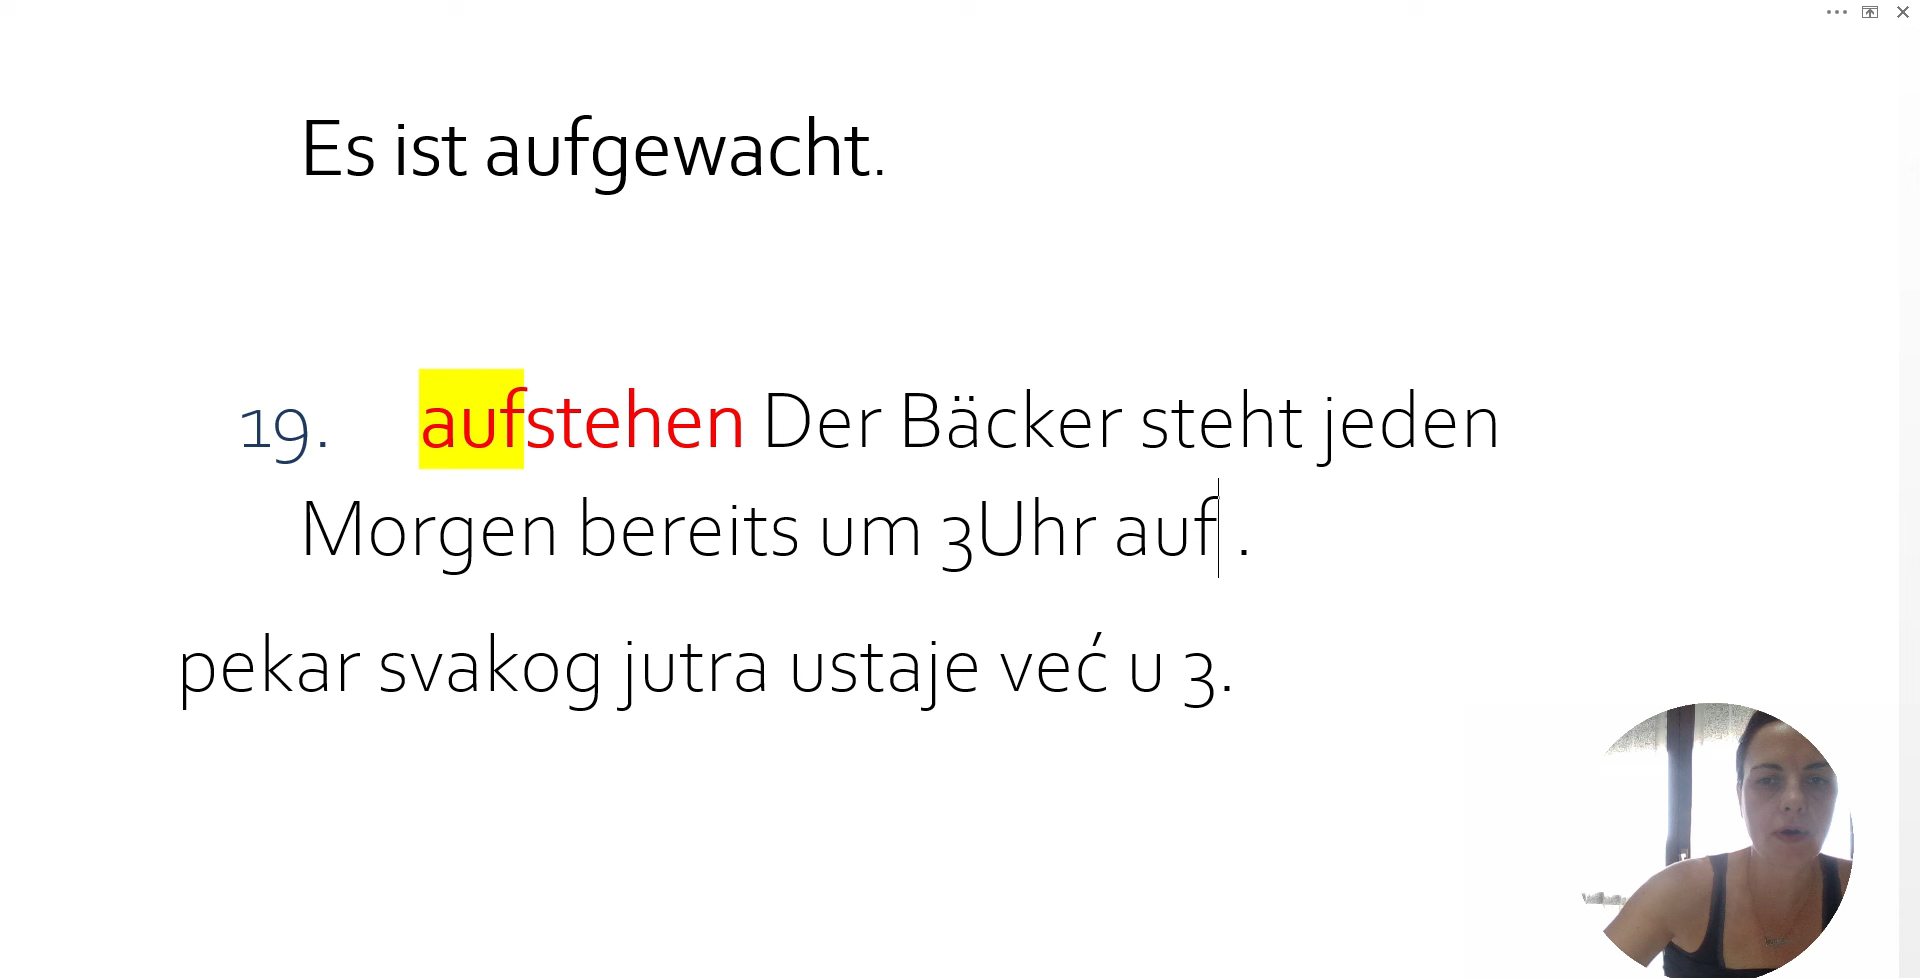 Es ist aufgewacht.
19. aufstehen Der Bäcker steht jeden
Morgen bereits um 3Uhr auf .
pekar svakog jutra ustaje već u 3.